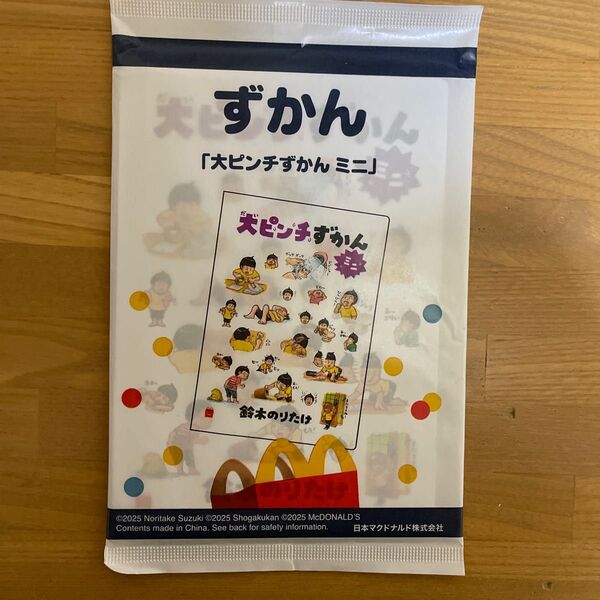 ずかん
「大ピンチずかん ミニ」
大ピンチずかん
ミニ
鈴木のりたけ
©2025 Noritake Suzuki ©2025 Shogakukan ©2025 McDONALD'S
Contents made in China. See back for safety information.
日本マクドナルド株式会社